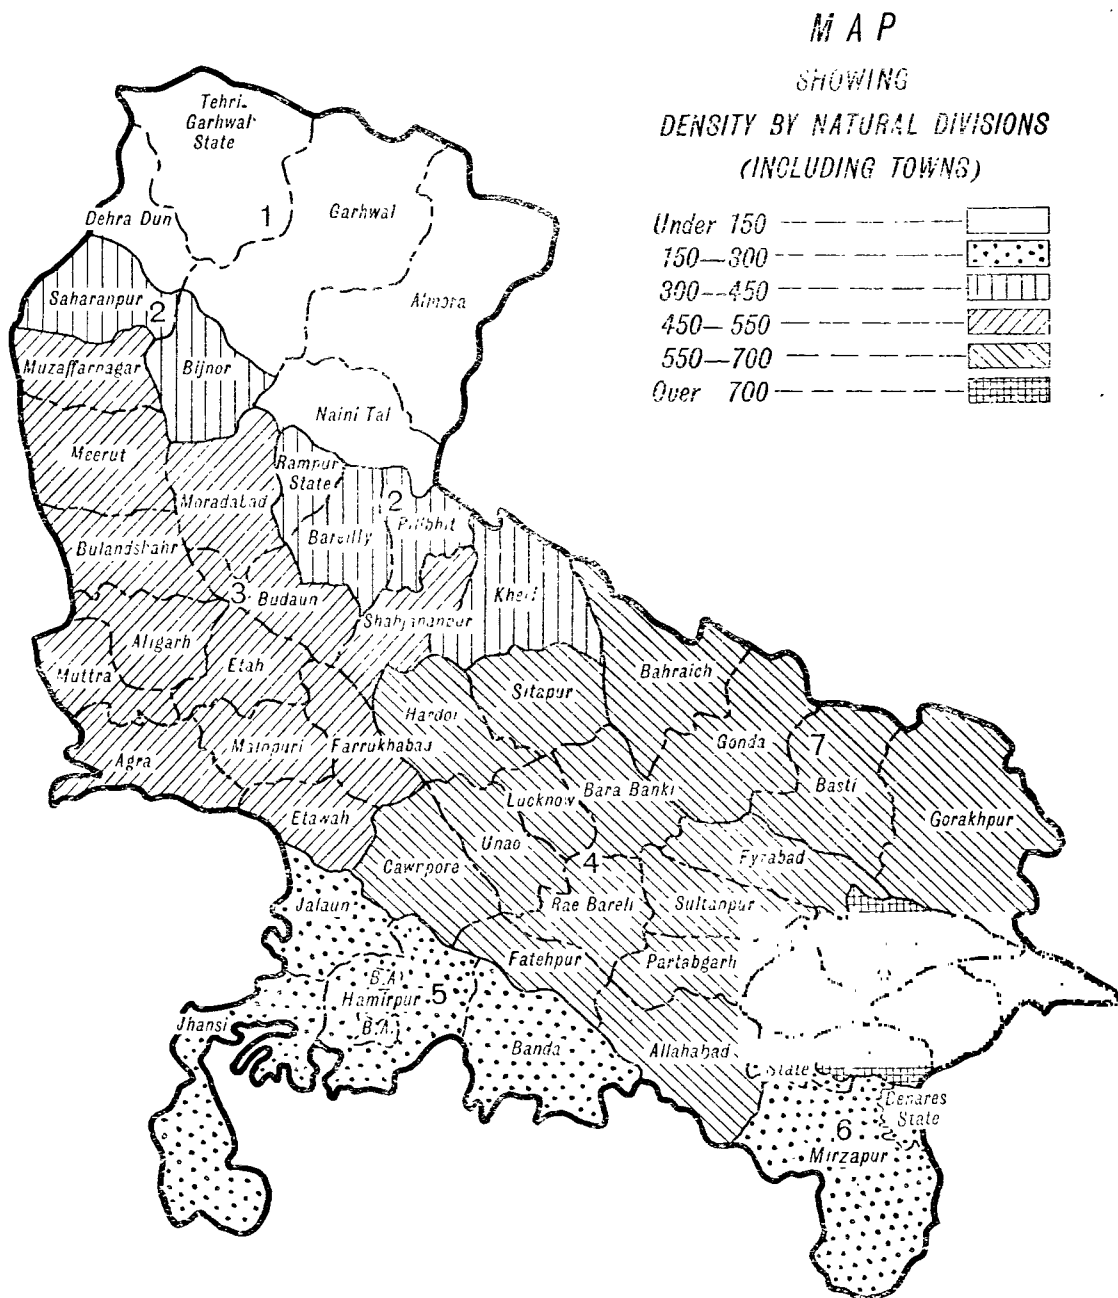 MAP
SHOWING
DENSITY BY NATURAL DIVISIONS
(INCLUDING TOWNS)
Under 150
150—300
300—450
450—550
550—700
Over 700
Tehri-
Garhwal
State
Dehra Dun
1
Garhwal
Almora
Saharanpur
2
Muzaffarnagar
Bijnor
Naini Tal
Meerut
Rampur
State
Moradabad
2
Pilibhit
Bareilly
Bulandshahr
3
Budaun
Kheri
Shahjahanpur
Aligarh
Etah
Muttra
Bahraich
Sitapur
Hardoi
Mainpuri
Farrukhabad
Gonda
7
Agra
Basti
Lucknow
Bara Banki
Etawah
Gorakhpur
Unao
Cawnpore
4
Fyzabad
Jalaun
Rae Bareli
Sultanpur
Fatehpur
Partabgarh
B.A.
Hamirpur
5
B.A.
Jhansi
Banda
Allahabad
State
Benares
State
6
Mirzapur